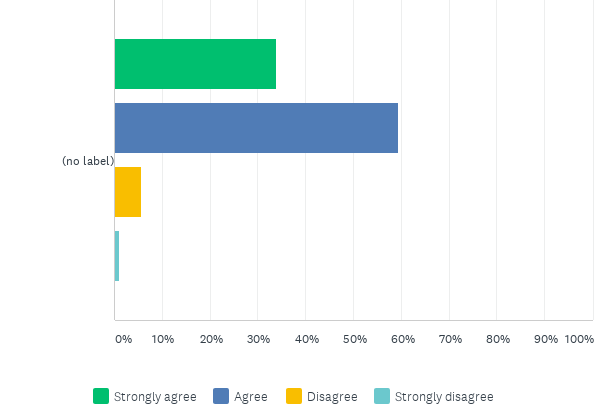 (no label)
0% 10% 20% 30% 40% 50% 60% 70% 80% 90% 100%
Strongly agree Agree Disagree Strongly disagree